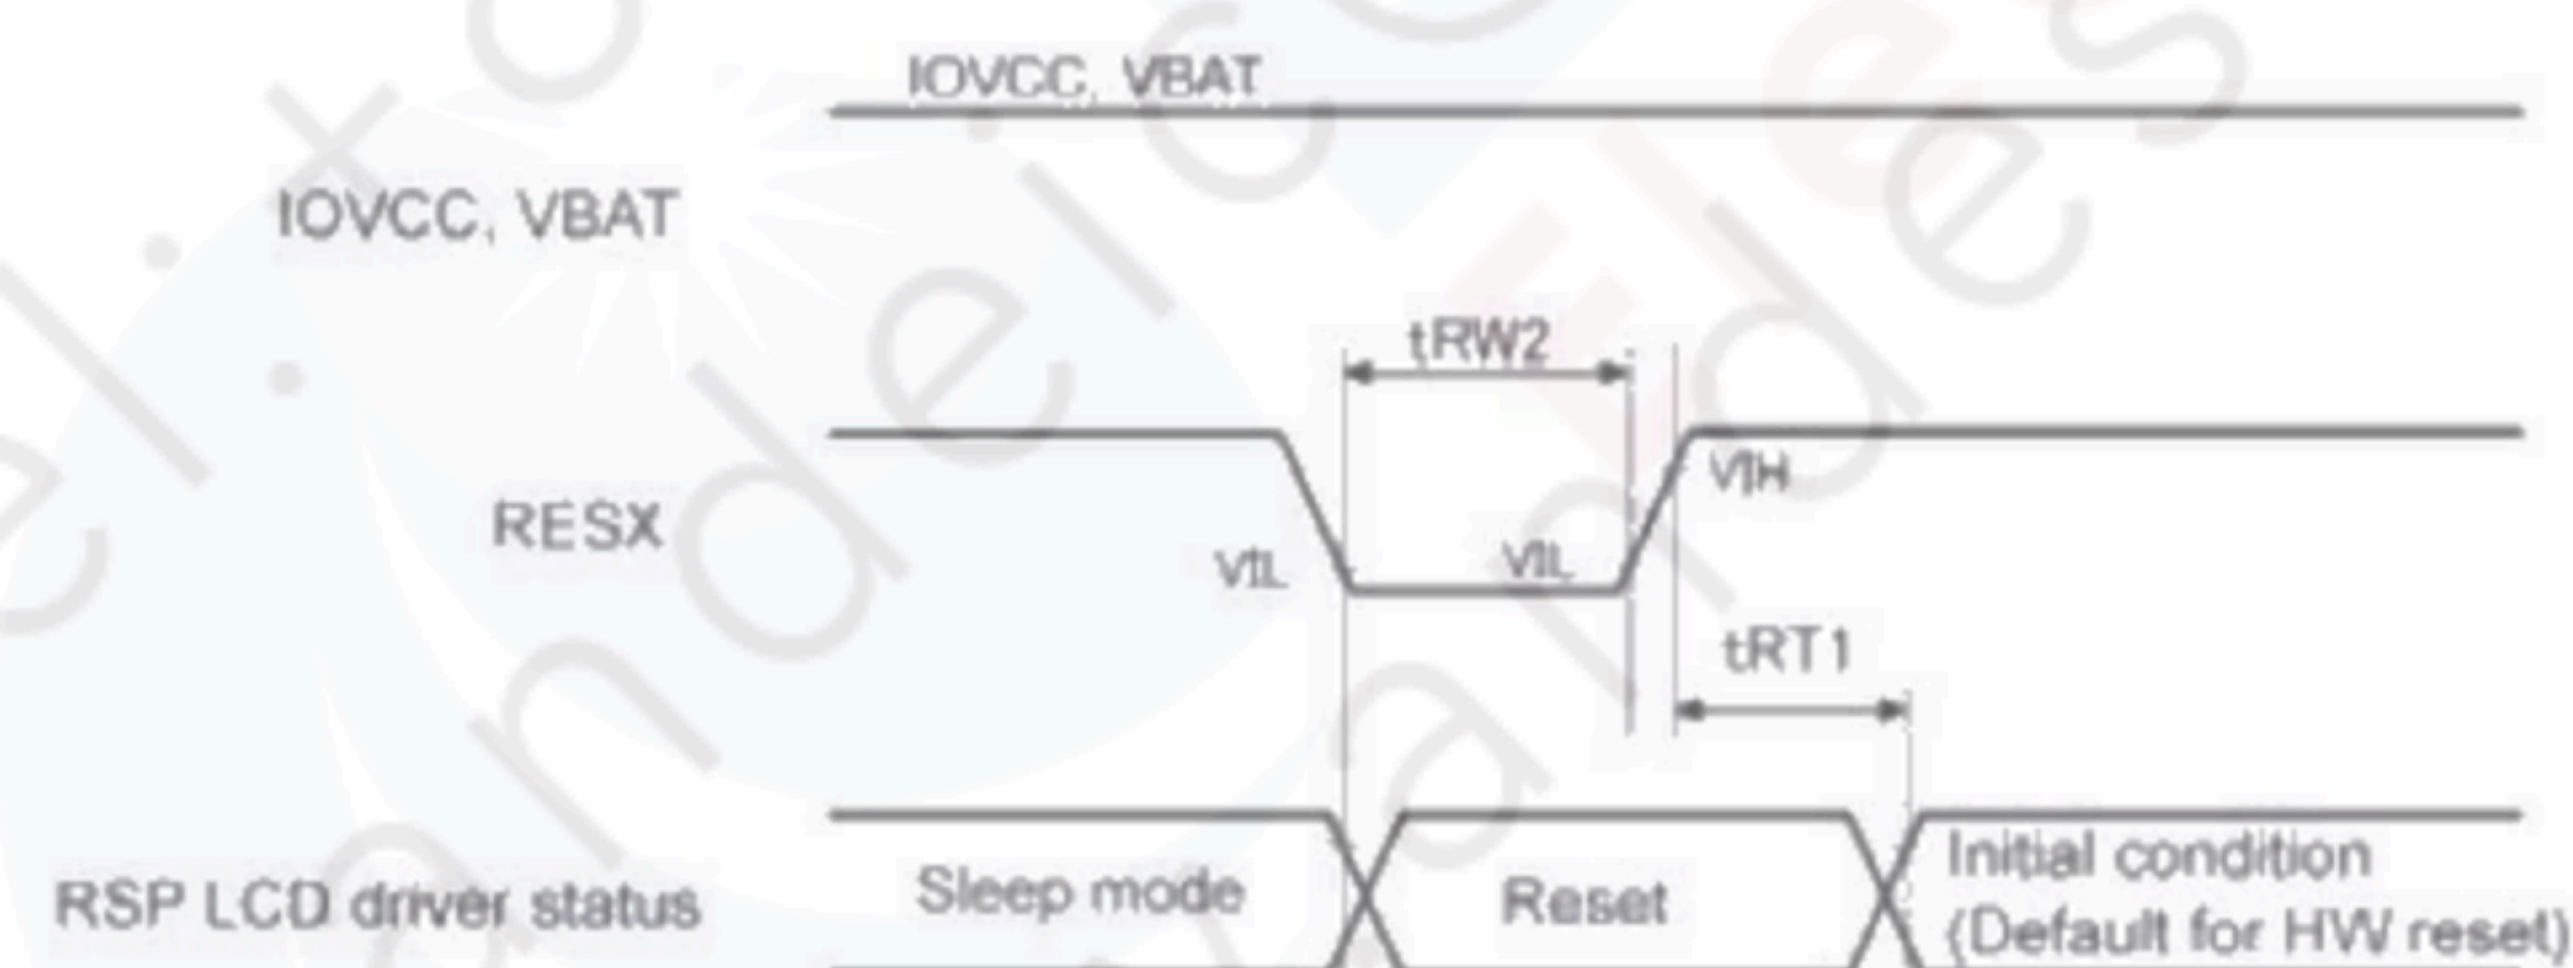 IOVCC, VBAT
IOVCC, VBAT
tRW2
RESX
VIH
VIL
VIL
tRT1
RSP LCD driver status
Sleep mode
Reset
Initial condition
(Default for HW reset)